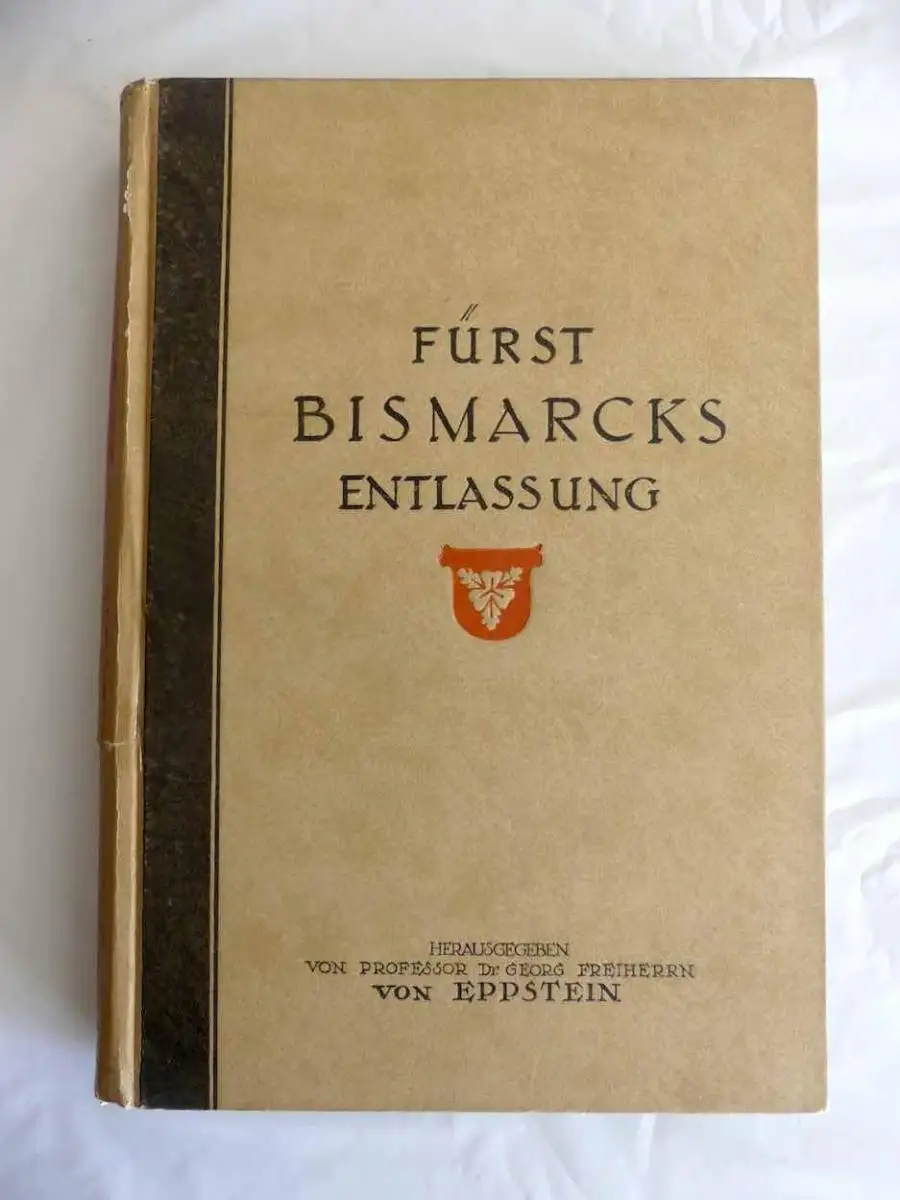 FÜRST
BISMARCKS
ENTLASSUNG
HERAUSGEGEBEN
VON PROFESSOR Dr GEORG FREIHERRN
VON EPPSTEIN